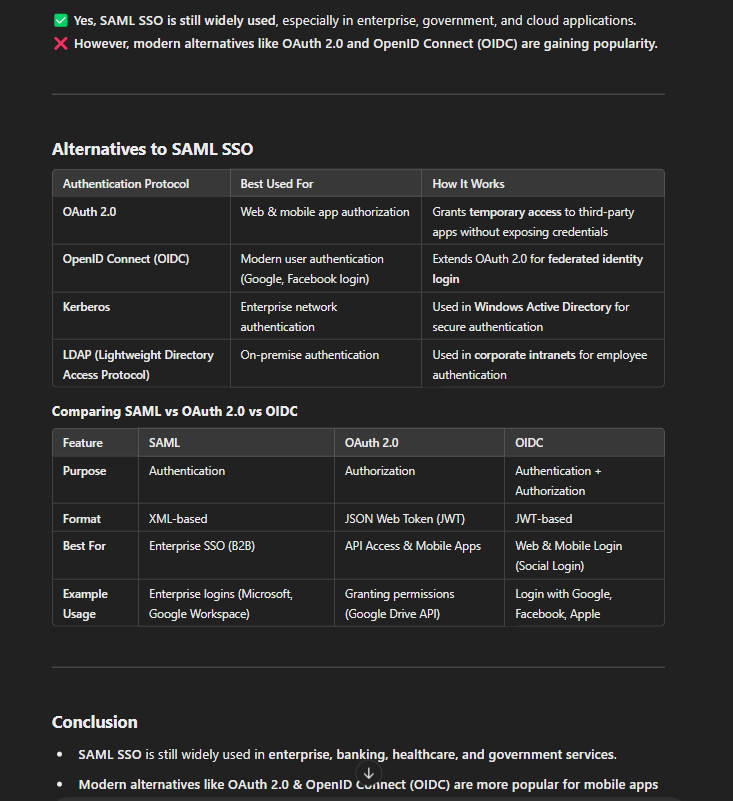 ✅ Yes, SAML SSO is still widely used, especially in enterprise, government, and cloud applications.
❌ However, modern alternatives like OAuth 2.0 and OpenID Connect (OIDC) are gaining popularity.
Alternatives to SAML SSO
Authentication Protocol Best Used For How It Works
OAuth 2.0 Web & mobile app authorization Grants temporary access to third-party
apps without exposing credentials
OpenID Connect (OIDC) Modern user authentication Extends OAuth 2.0 for federated identity
(Google, Facebook login) login
Kerberos Enterprise network Used in Windows Active Directory for
authentication secure authentication
LDAP (Lightweight Directory On-premise authentication Used in corporate intranets for employee
Access Protocol) authentication
Comparing SAML vs OAuth 2.0 vs OIDC
Feature SAML OAuth 2.0 OIDC
Purpose Authentication Authorization Authentication +
Authorization
Format XML-based JSON Web Token (JWT) JWT-based
Best For Enterprise SSO (B2B) API Access & Mobile Apps Web & Mobile Login
(Social Login)
Example Enterprise logins (Microsoft, Granting permissions Login with Google,
Usage Google Workspace) (Google Drive API) Facebook, Apple
Conclusion
• SAML SSO is still widely used in enterprise, banking, healthcare, and government services.
• Modern alternatives like OAuth 2.0 & OpenID Connect (OIDC) are more popular for mobile apps